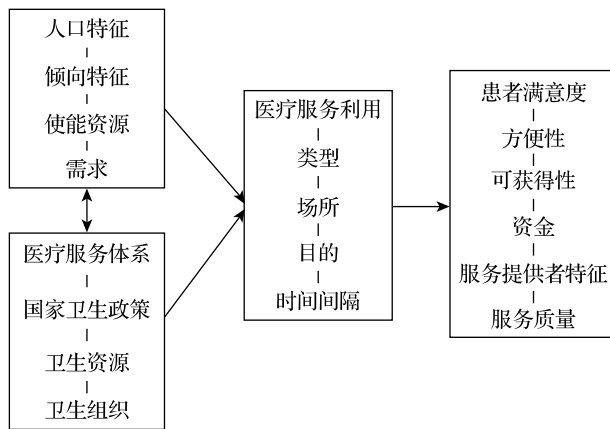 人口特征
倾向特征
使能资源
需求
医疗服务体系
国家卫生政策
卫生资源
卫生组织
医疗服务利用
类型
场所
目的
时间间隔
患者满意度
方便性
可获得性
资金
服务提供者特征
服务质量